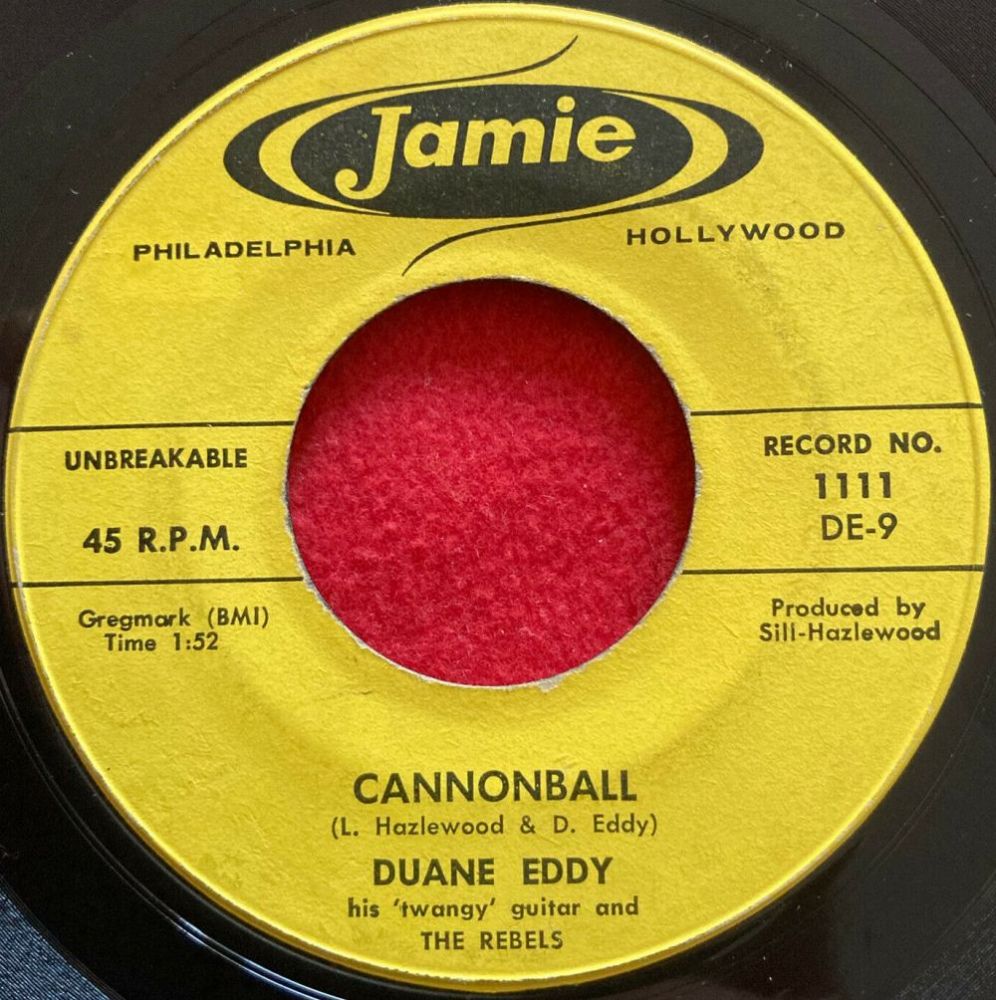 Jamie
PHILADELPHIA
HOLLYWOOD
UNBREAKABLE
45 R.P.M.
RECORD NO.
1111
DE-9
Gregmark (BMI)
Time 1:52
Produced by
Sill-Hazlewood
CANNONBALL
(L. Hazlewood & D. Eddy)
DUANE EDDY
his 'twangy' guitar and
THE REBELS